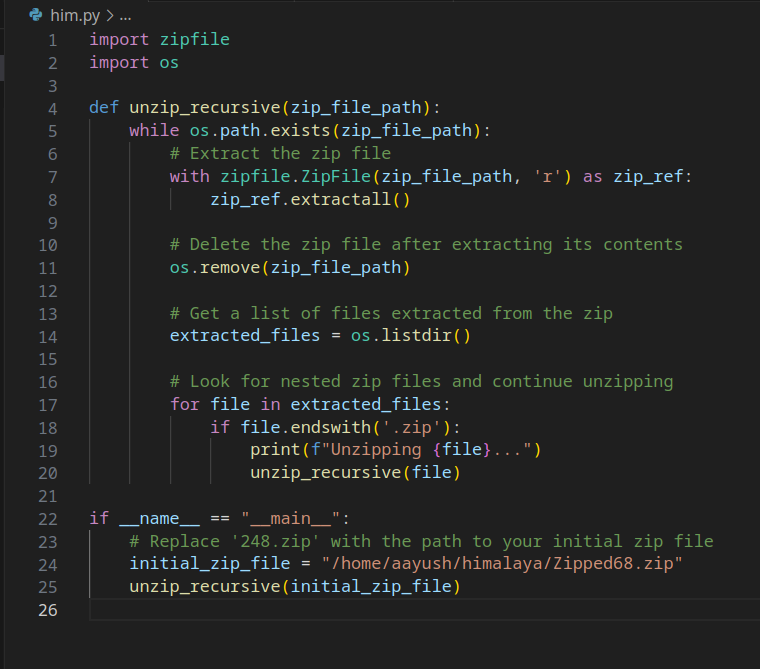 him.py > ...
1 import zipfile
2 import os
3
4 def unzip_recursive(zip_file_path):
5     while os.path.exists(zip_file_path):
6         # Extract the zip file
7         with zipfile.ZipFile(zip_file_path, 'r') as zip_ref:
8             zip_ref.extractall()
9
10         # Delete the zip file after extracting its contents
11         os.remove(zip_file_path)
12
13         # Get a list of files extracted from the zip
14         extracted_files = os.listdir()
15
16         # Look for nested zip files and continue unzipping
17         for file in extracted_files:
18             if file.endswith('.zip'):
19                 print(f"Unzipping {file}...")
20                 unzip_recursive(file)
21
22 if __name__ == "__main__":
23     # Replace '248.zip' with the path to your initial zip file
24     initial_zip_file = "/home/aayush/himalaya/Zipped68.zip"
25     unzip_recursive(initial_zip_file)
26